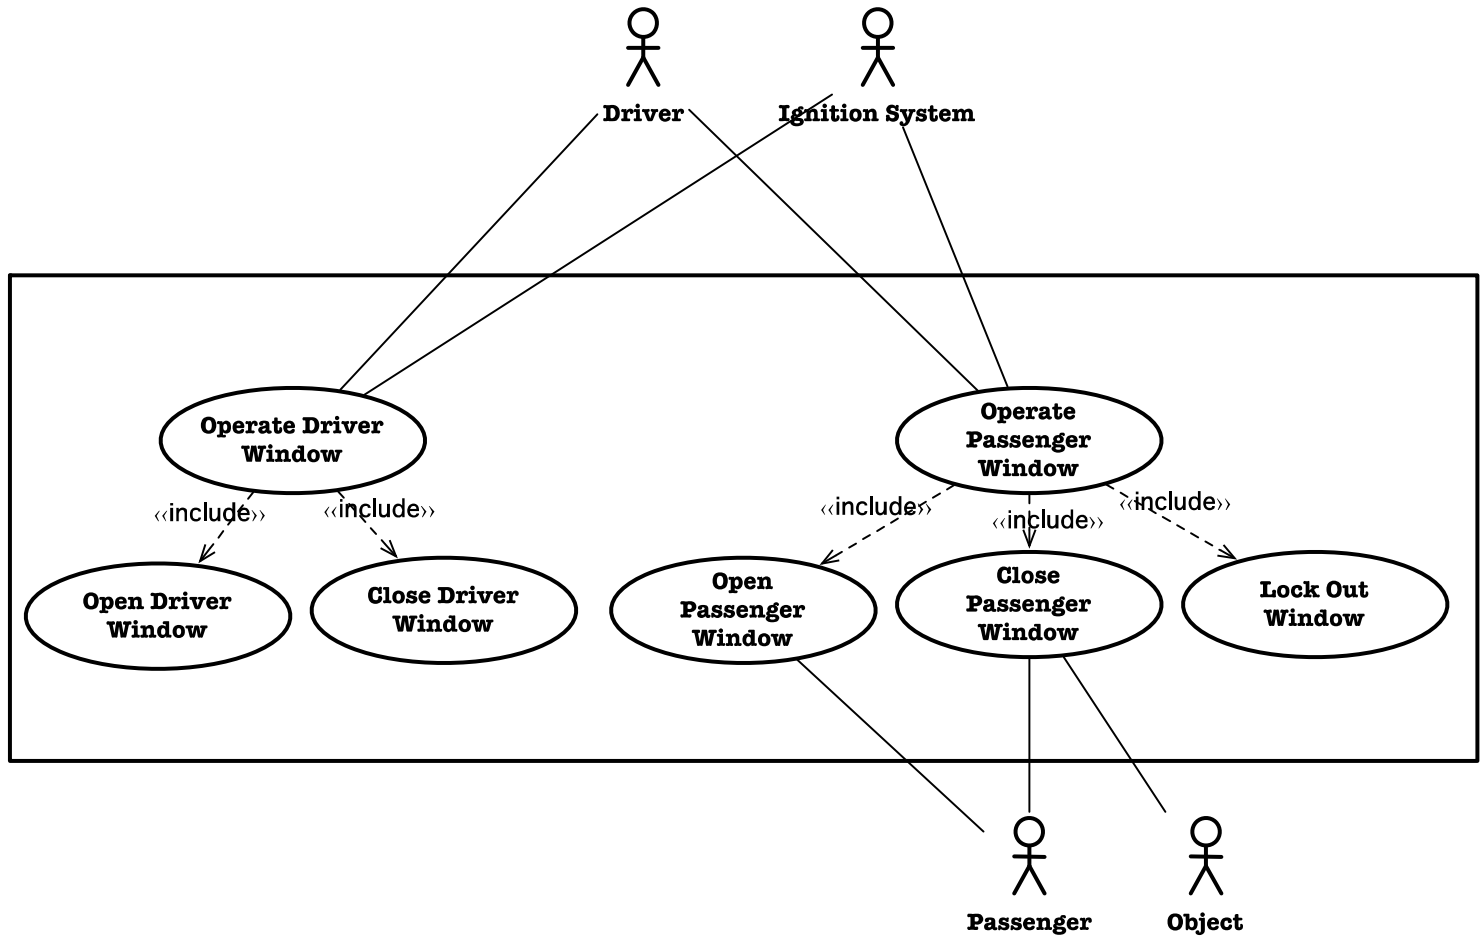 Driver
Ignition System
Operate Driver
Window
Operate
Passenger
Window
‹‹include››
‹‹include››
‹‹include››
‹‹include››
‹‹include››
Open Driver
Window
Close Driver
Window
Open
Passenger
Window
Close
Passenger
Window
Lock Out
Window
Passenger
Object